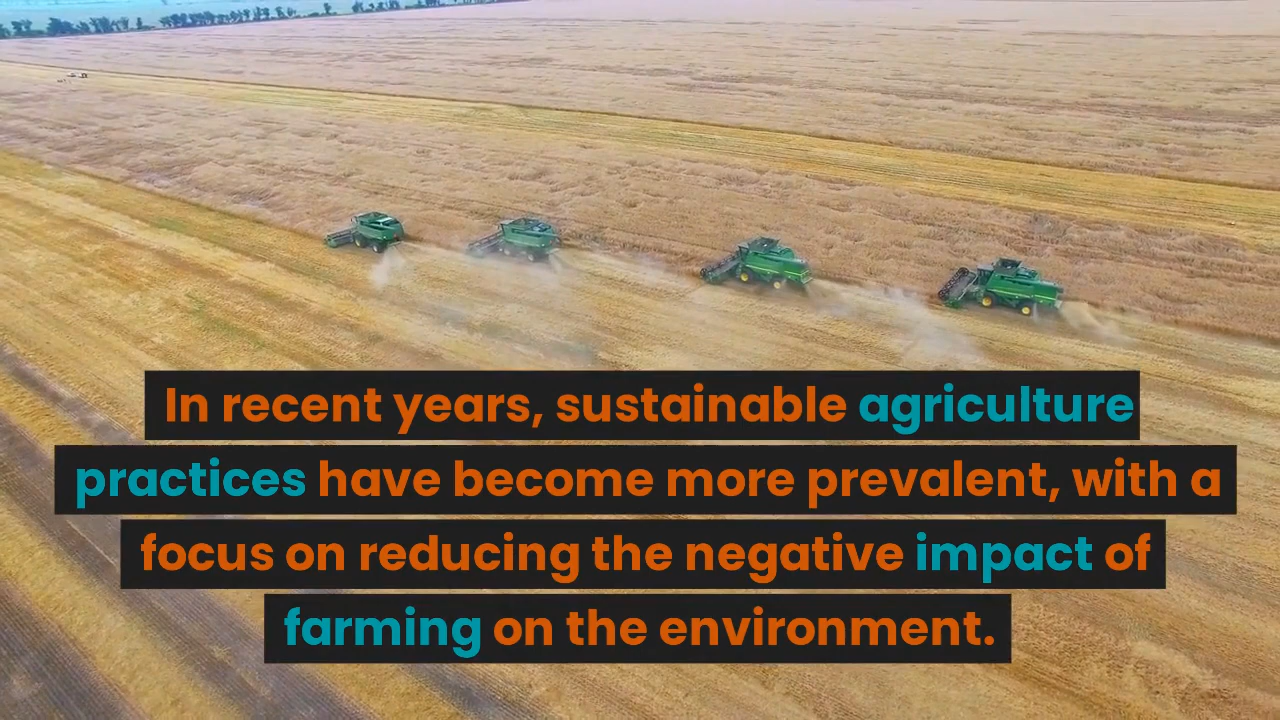 In recent years, sustainable agriculture
practices have become more prevalent, with a
focus on reducing the negative impact of
farming on the environment.